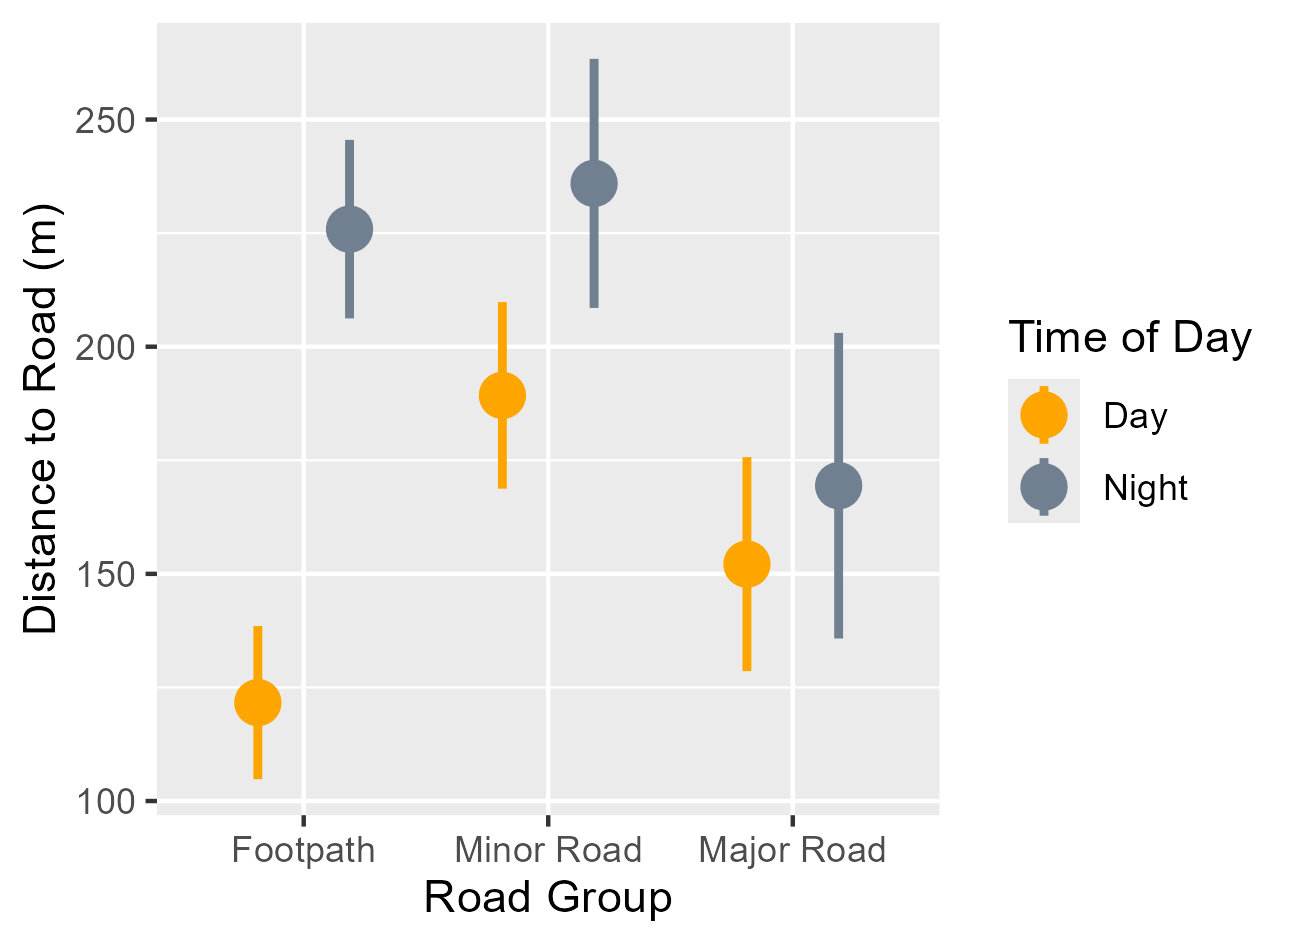 Distance to Road (m)
250
200
150
100
Footpath
Minor Road
Major Road
Road Group
Time of Day
Day
Night